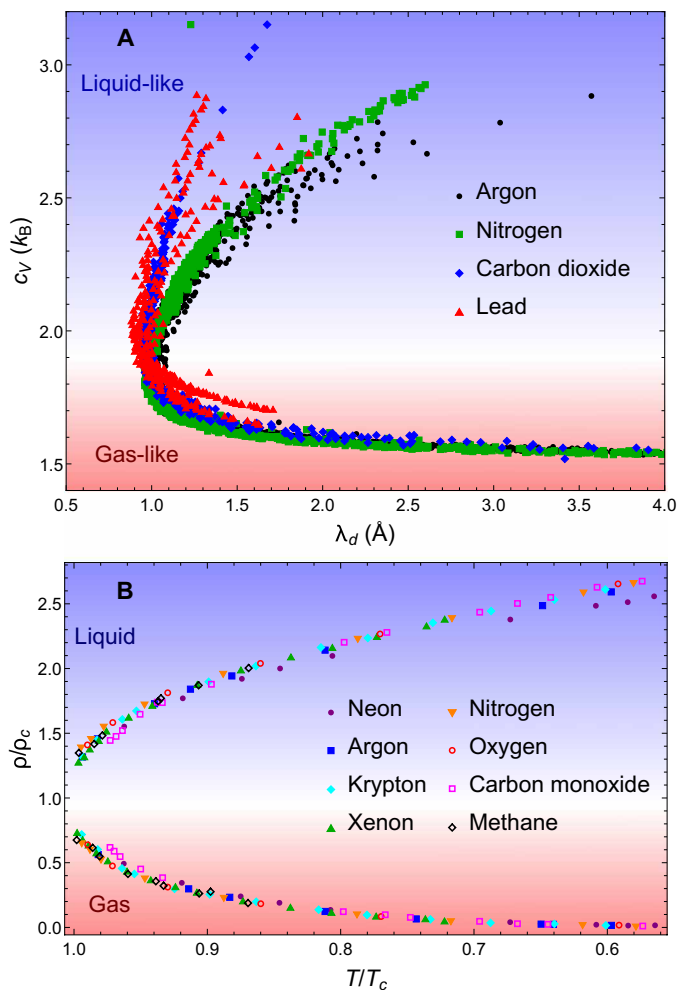 A
Liquid-like
Argon
Nitrogen
Carbon dioxide
Lead
Gas-like
c_V (k_B)
3.0
2.5
2.0
1.5
0.5 1.0 1.5 2.0 2.5 3.0 3.5 4.0
λ_d (Å)
B
Liquid
Neon Nitrogen
Argon Oxygen
Krypton Carbon monoxide
Xenon Methane
Gas
ρ/ρ_c
2.5
2.0
1.5
1.0
0.5
0.0
1.0 0.9 0.8 0.7 0.6
T/T_c